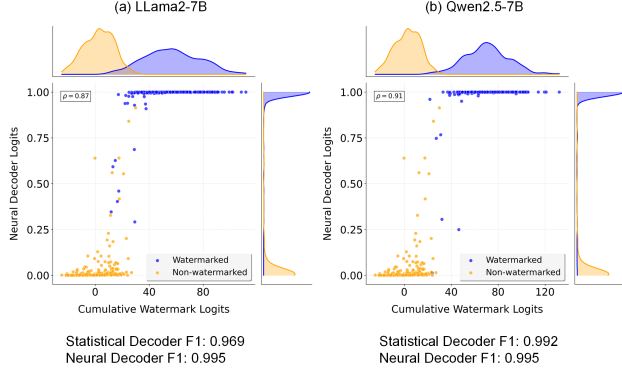 (a) LLama2-7B
ρ = 0.87
1.00
0.75
0.50
0.25
0.00
Neural Decoder Logits
Watermarked
Non-watermarked
0 40 80
Cumulative Watermark Logits
Statistical Decoder F1: 0.969
Neural Decoder F1: 0.995
(b) Qwen2.5-7B
ρ = 0.91
1.00
0.75
0.50
0.25
0.00
Neural Decoder Logits
Watermarked
Non-watermarked
0 40 80 120
Cumulative Watermark Logits
Statistical Decoder F1: 0.992
Neural Decoder F1: 0.995